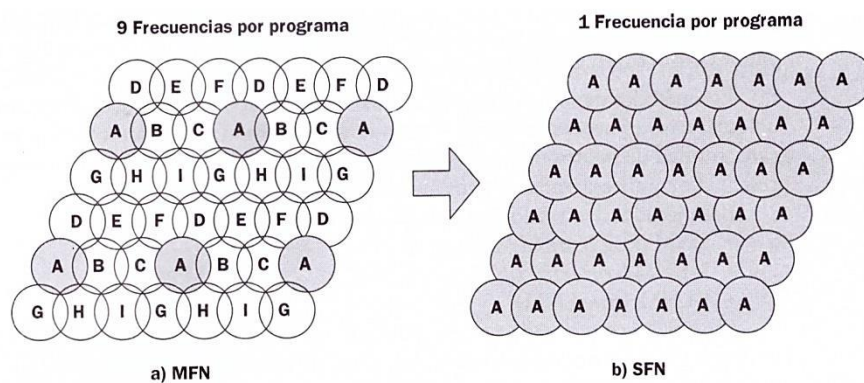 9 Frecuencias por programa
D E F D E F D
A B C A B C A
G H I G H I G
D E F D E F D
A B C A B C A
G H I G H I G
a) MFN
1 Frecuencia por programa
A A A A A A A
A A A A A A A
A A A A A A A
A A A A A A A
A A A A A A A
A A A A A A A
b) SFN